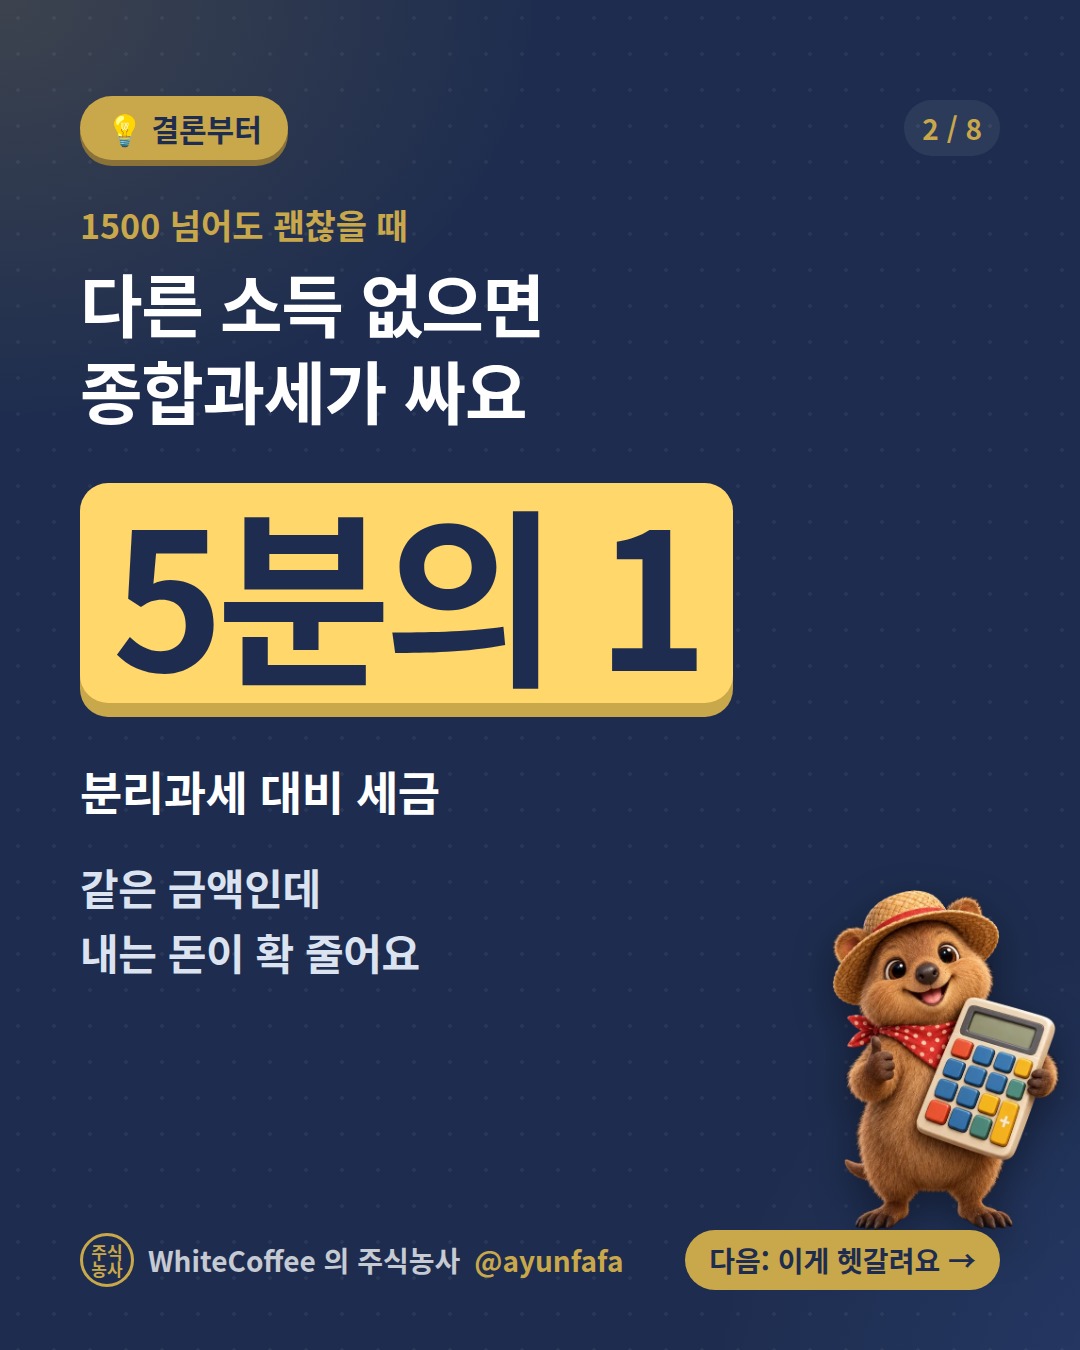 💡 결론부터
2 / 8
1500 넘어도 괜찮을 때
다른 소득 없으면
종합과세가 싸요
5분의 1
분리과세 대비 세금
같은 금액인데
내는 돈이 확 줄어요
주식
농사
WhiteCoffee 의 주식농사 @ayunfafa
다음: 이게 헷갈려요 →